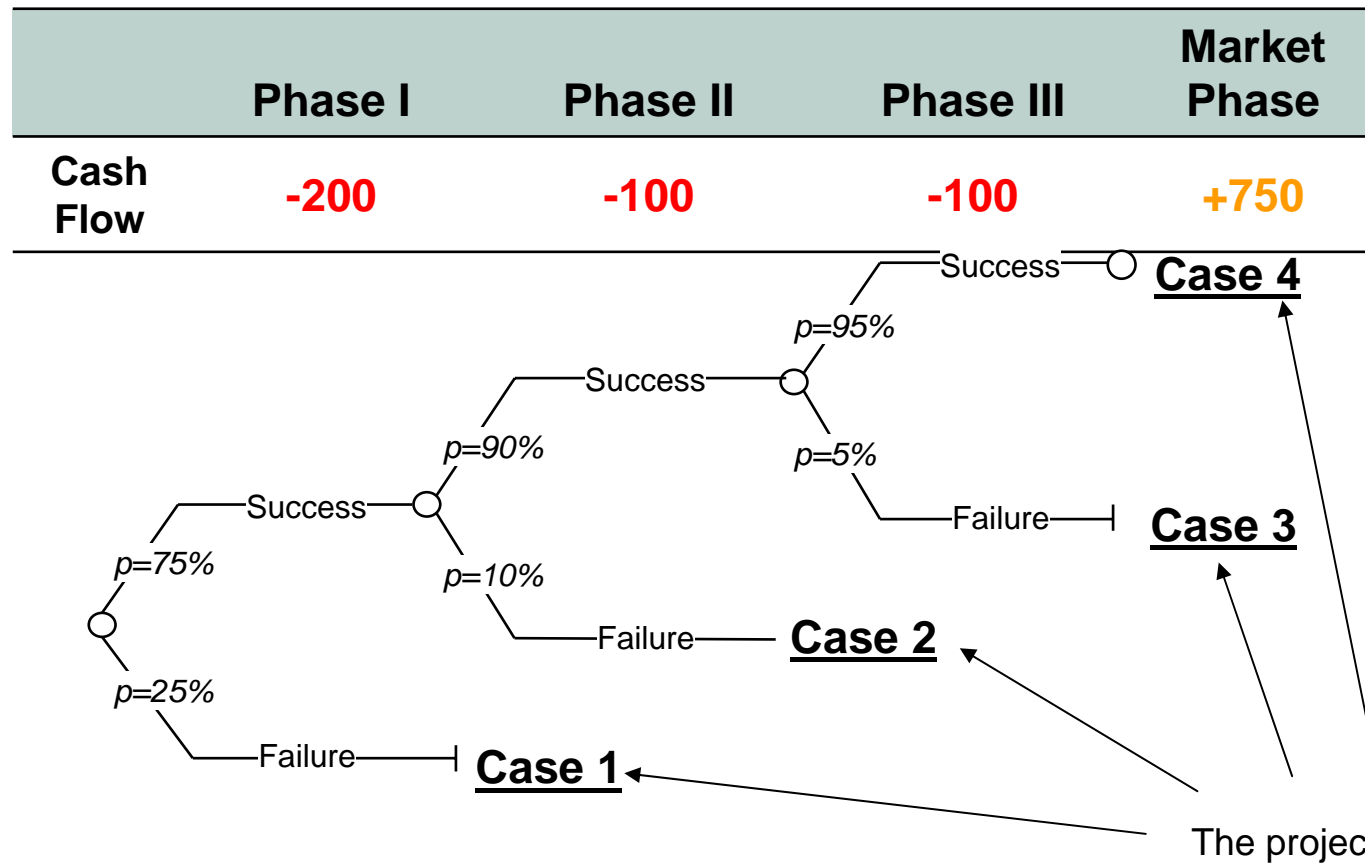 Market
Phase I Phase II Phase III Phase
Cash
Flow -200 -100 -100 +750
Success Case 4
p=95%
Success
p=90% p=5%
Success Failure Case 3
p=75% p=10%
Failure Case 2
p=25%
Failure Case 1
The projec